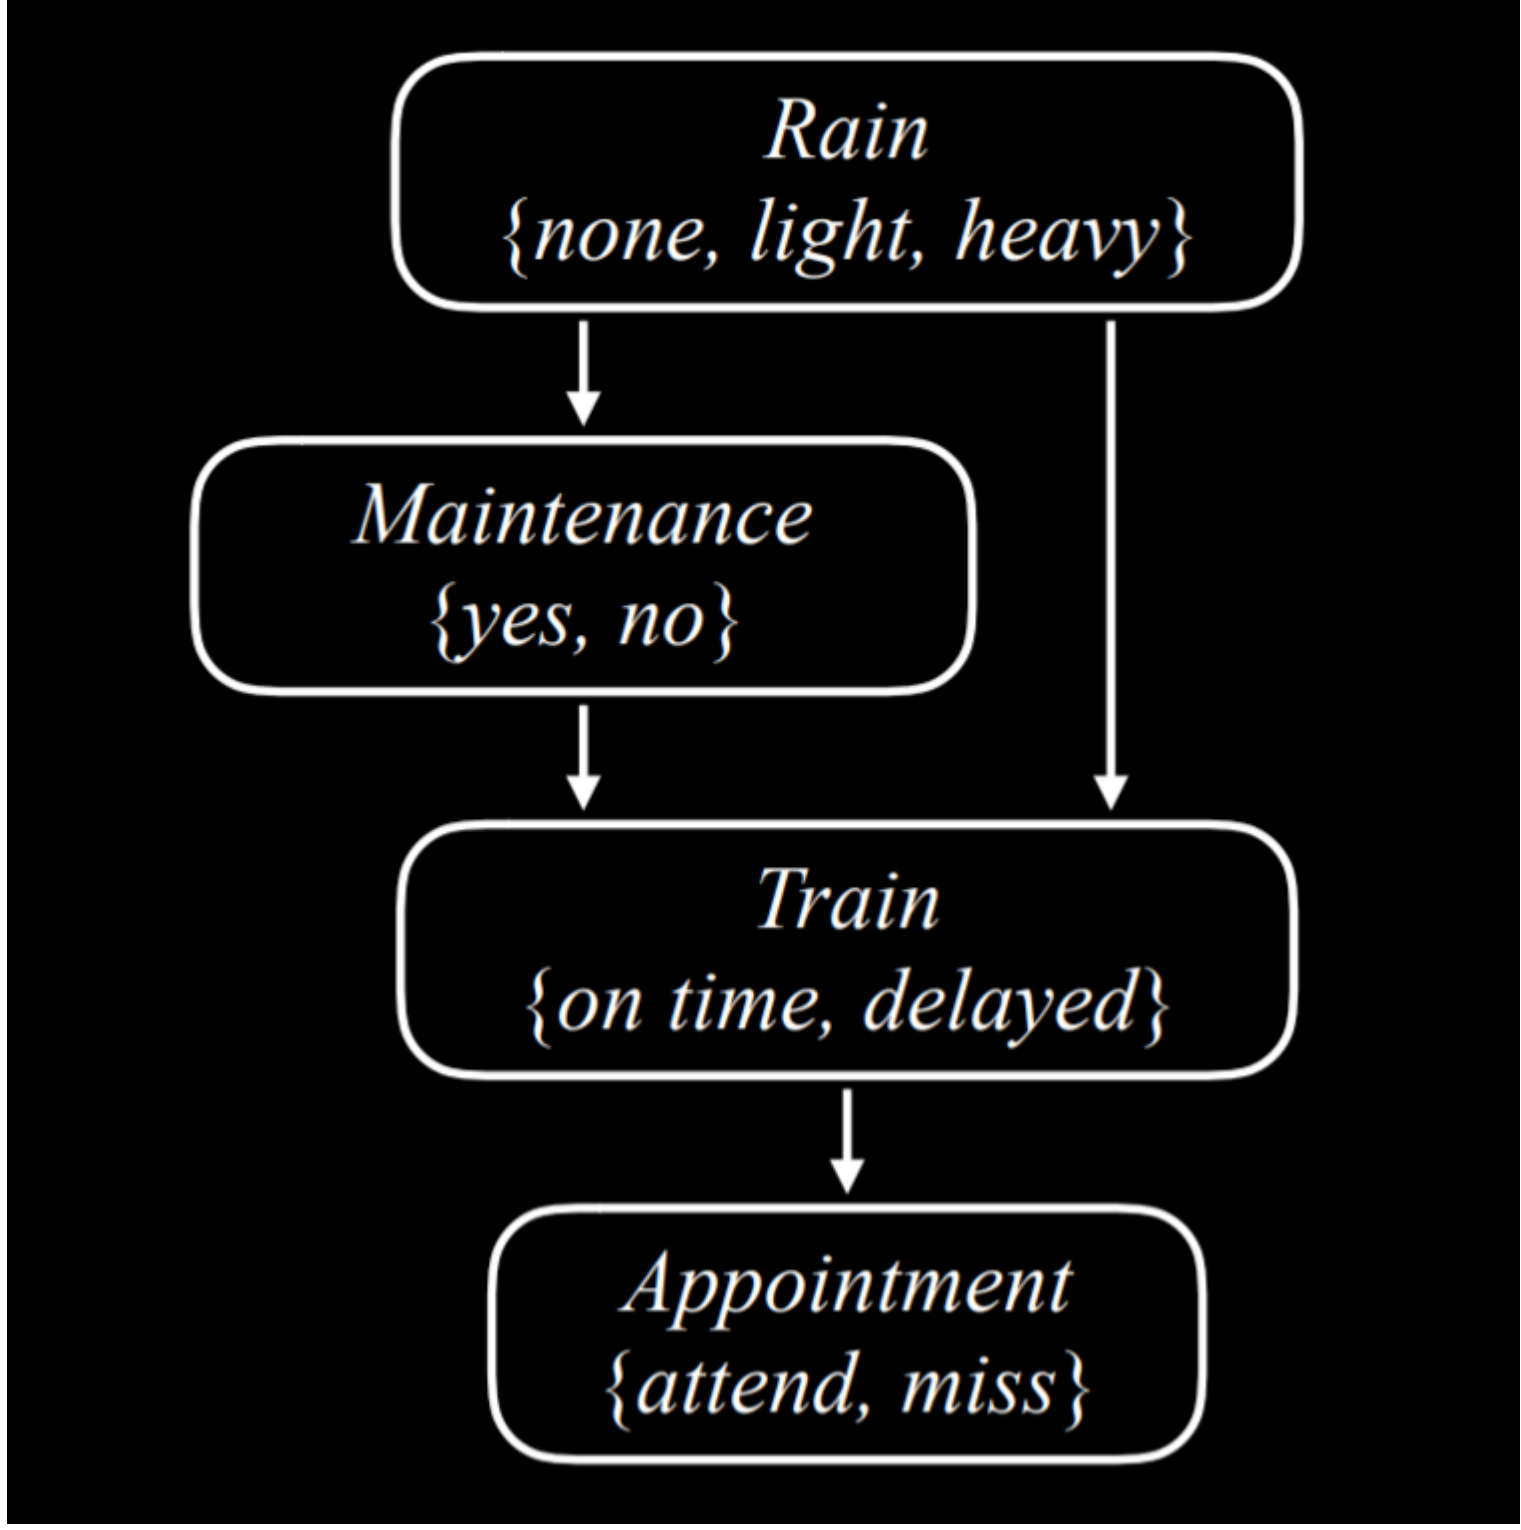 Rain
{none, light, heavy}
Maintenance
{yes, no}
Train
{on time, delayed}
Appointment
{attend, miss}